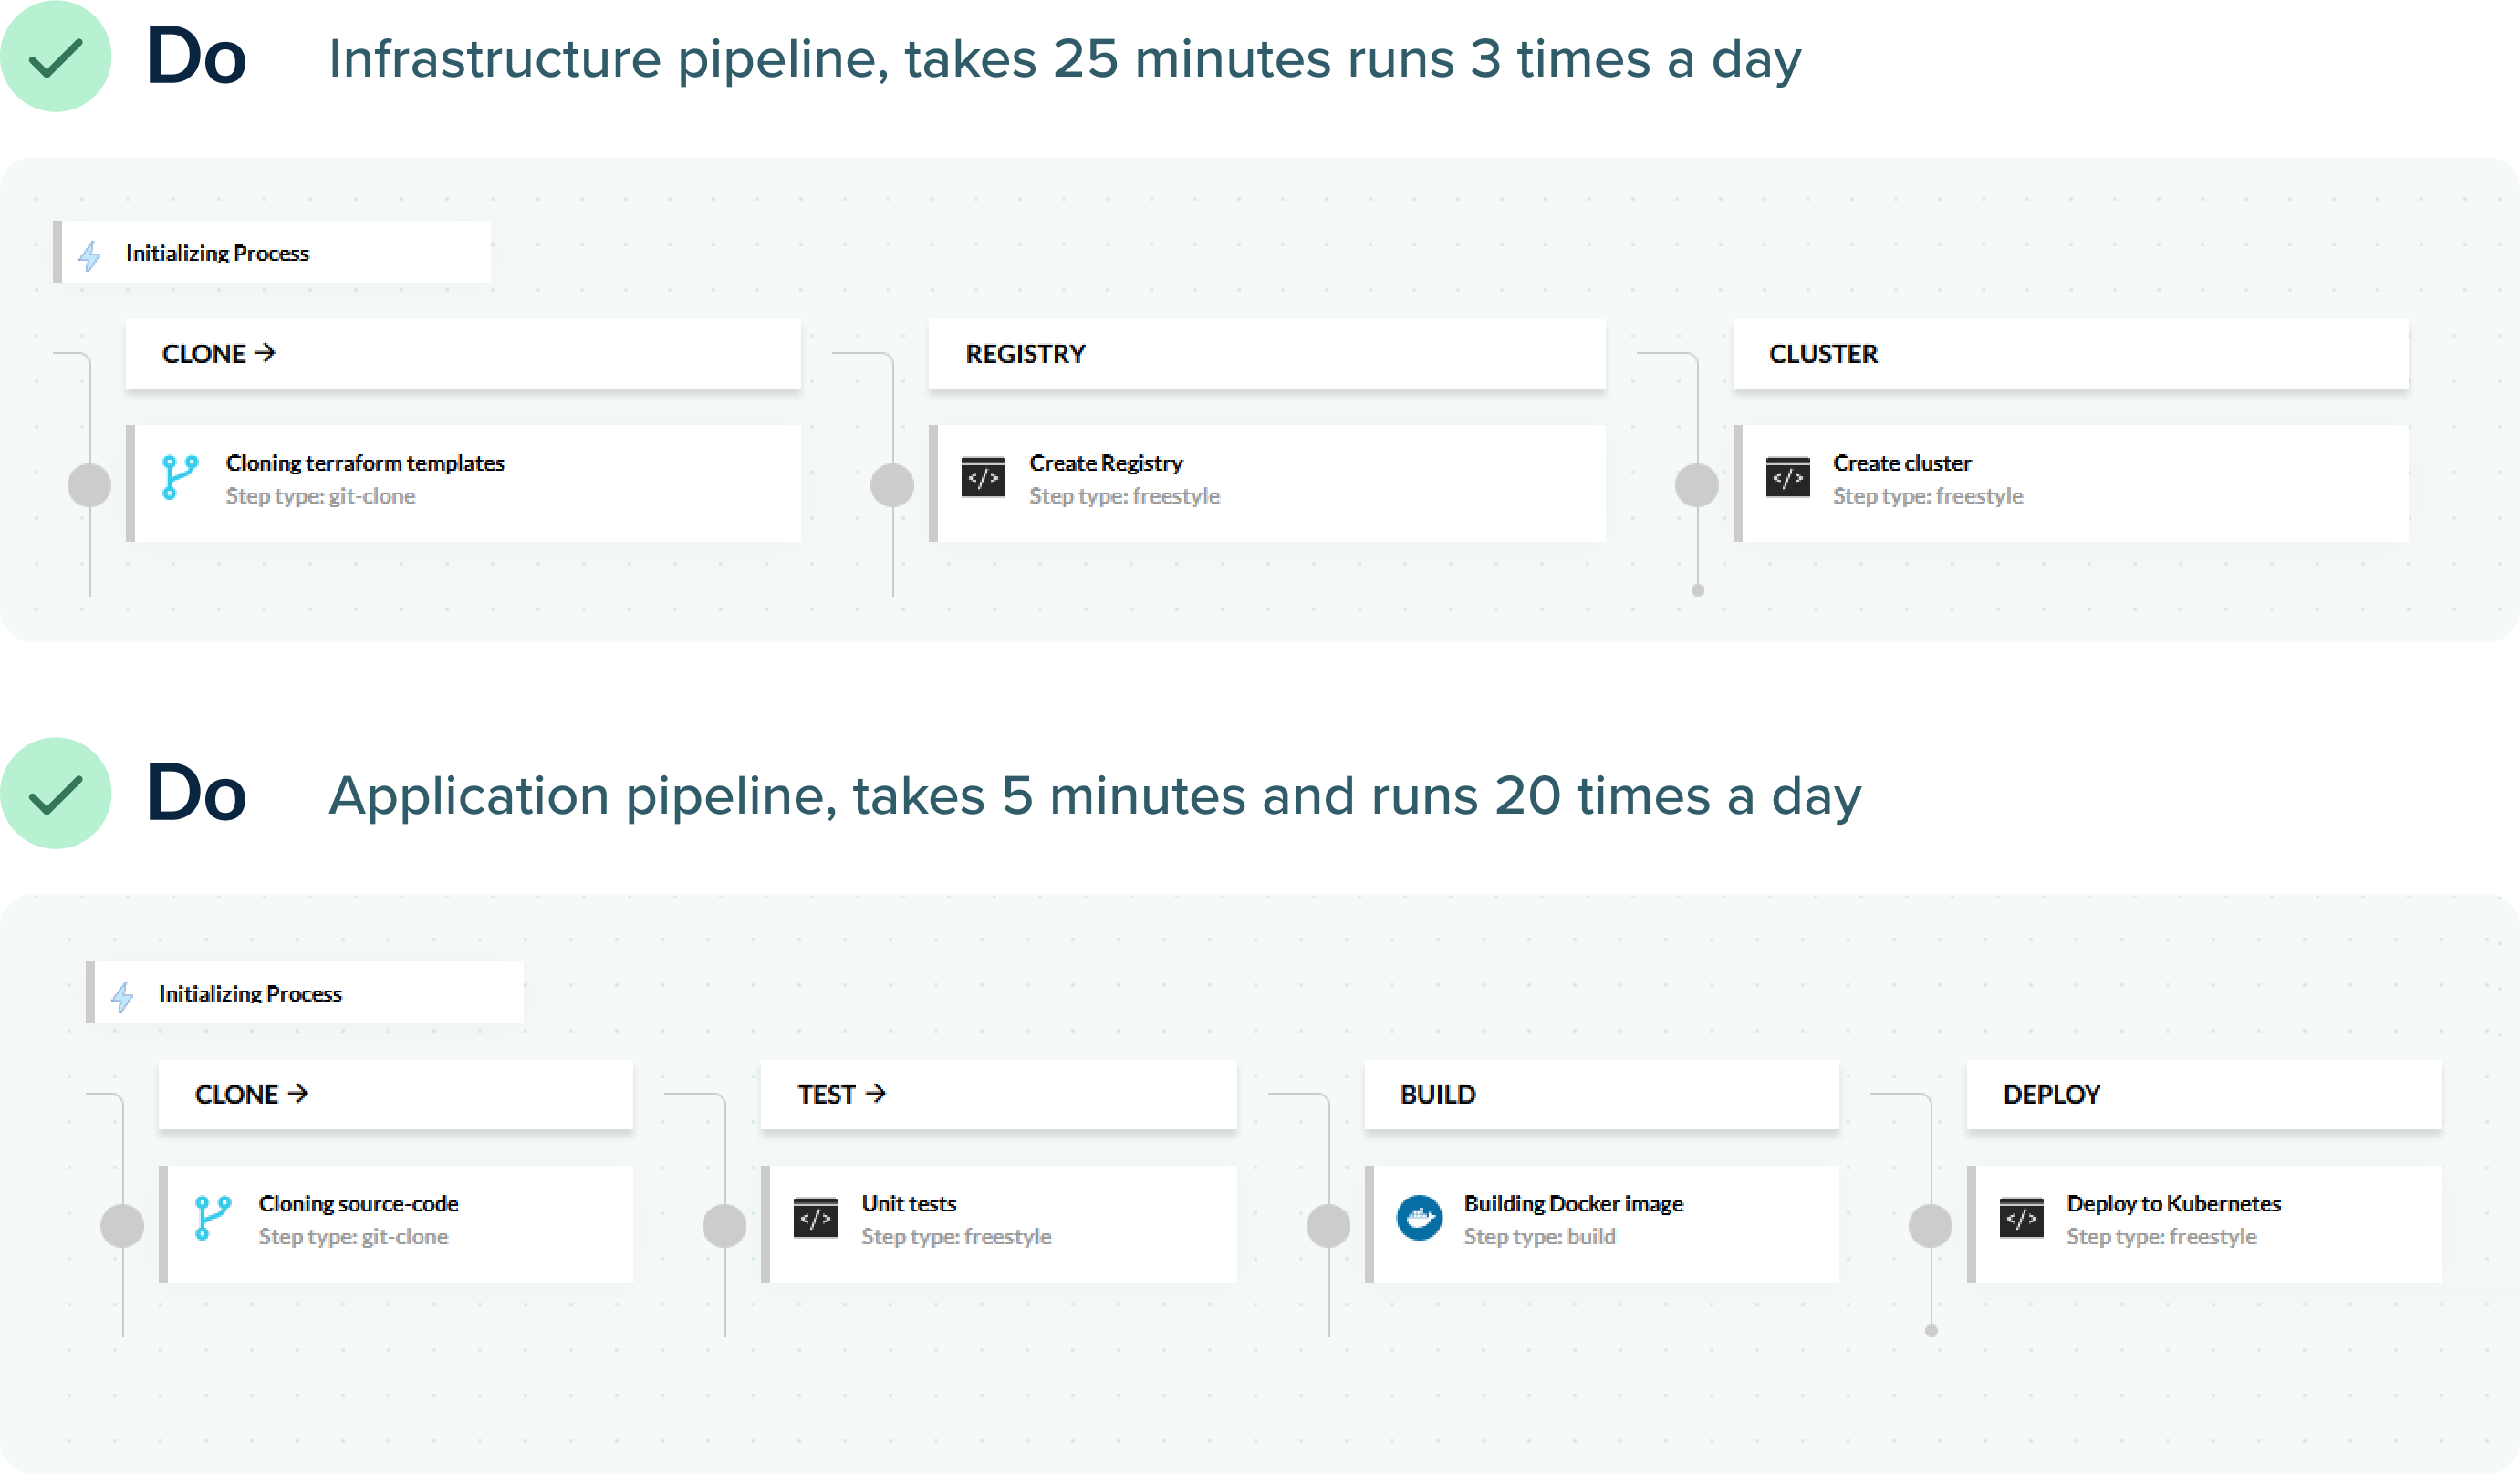 Do
Infrastructure pipeline, takes 25 minutes runs 3 times a day
Initializing Process
CLONE →
REGISTRY
CLUSTER
Cloning terraform templates
Step type: git-clone
</> Create Registry
Step type: freestyle
</> Create cluster
Step type: freestyle
Do
Application pipeline, takes 5 minutes and runs 20 times a day
Initializing Process
CLONE →
TEST →
BUILD
DEPLOY
Cloning source-code
Step type: git-clone
</> Unit tests
Step type: freestyle
Building Docker image
Step type: build
</> Deploy to Kubernetes
Step type: freestyle